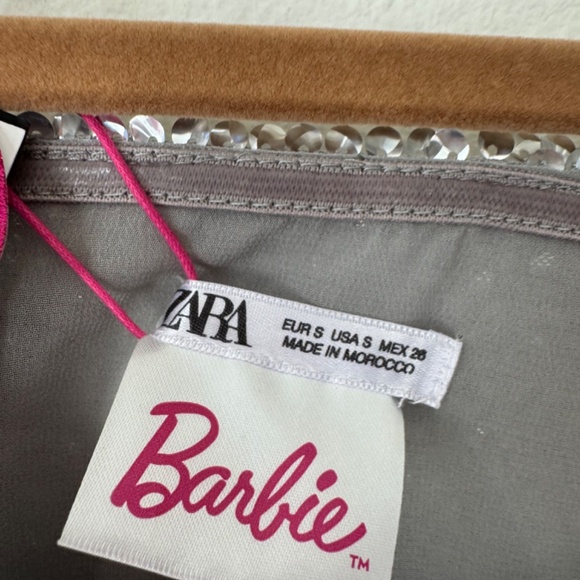 ZARA
EUR S USA S MEX 26
MADE IN MOROCCO
Barbie
TM